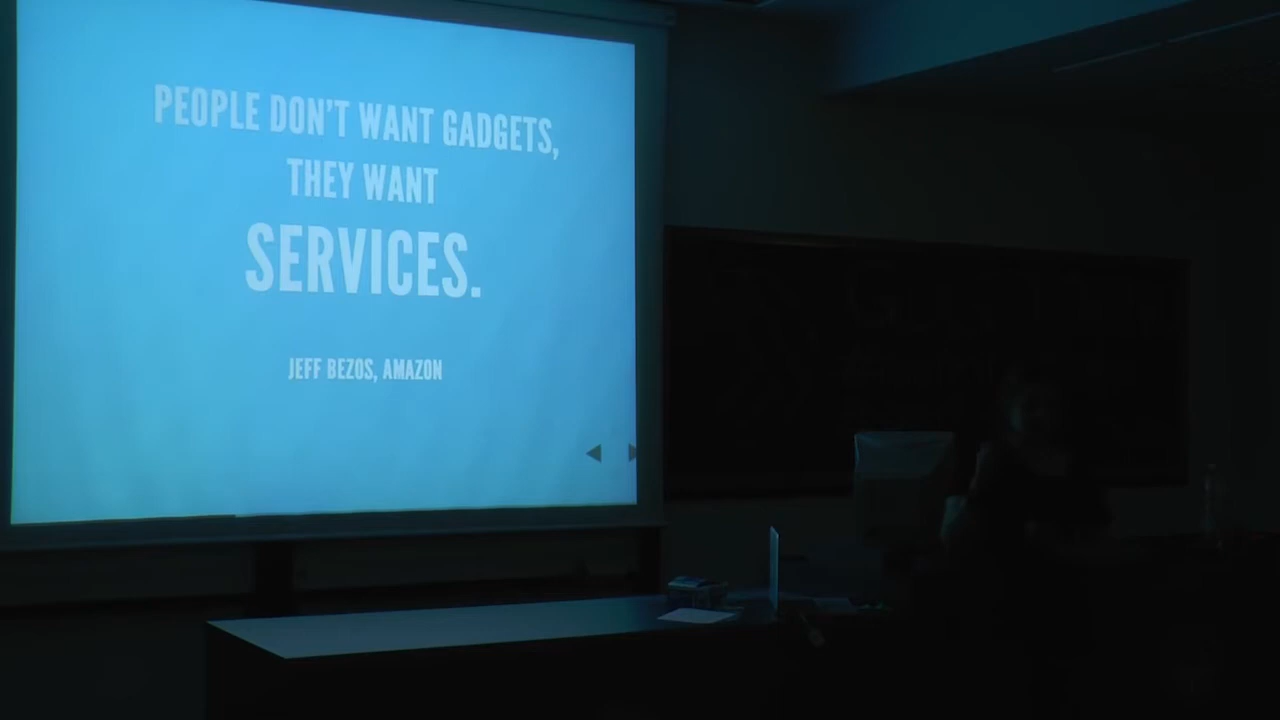 PEOPLE DON'T WANT GADGETS,
THEY WANT
SERVICES.
JEFF BEZOS, AMAZON